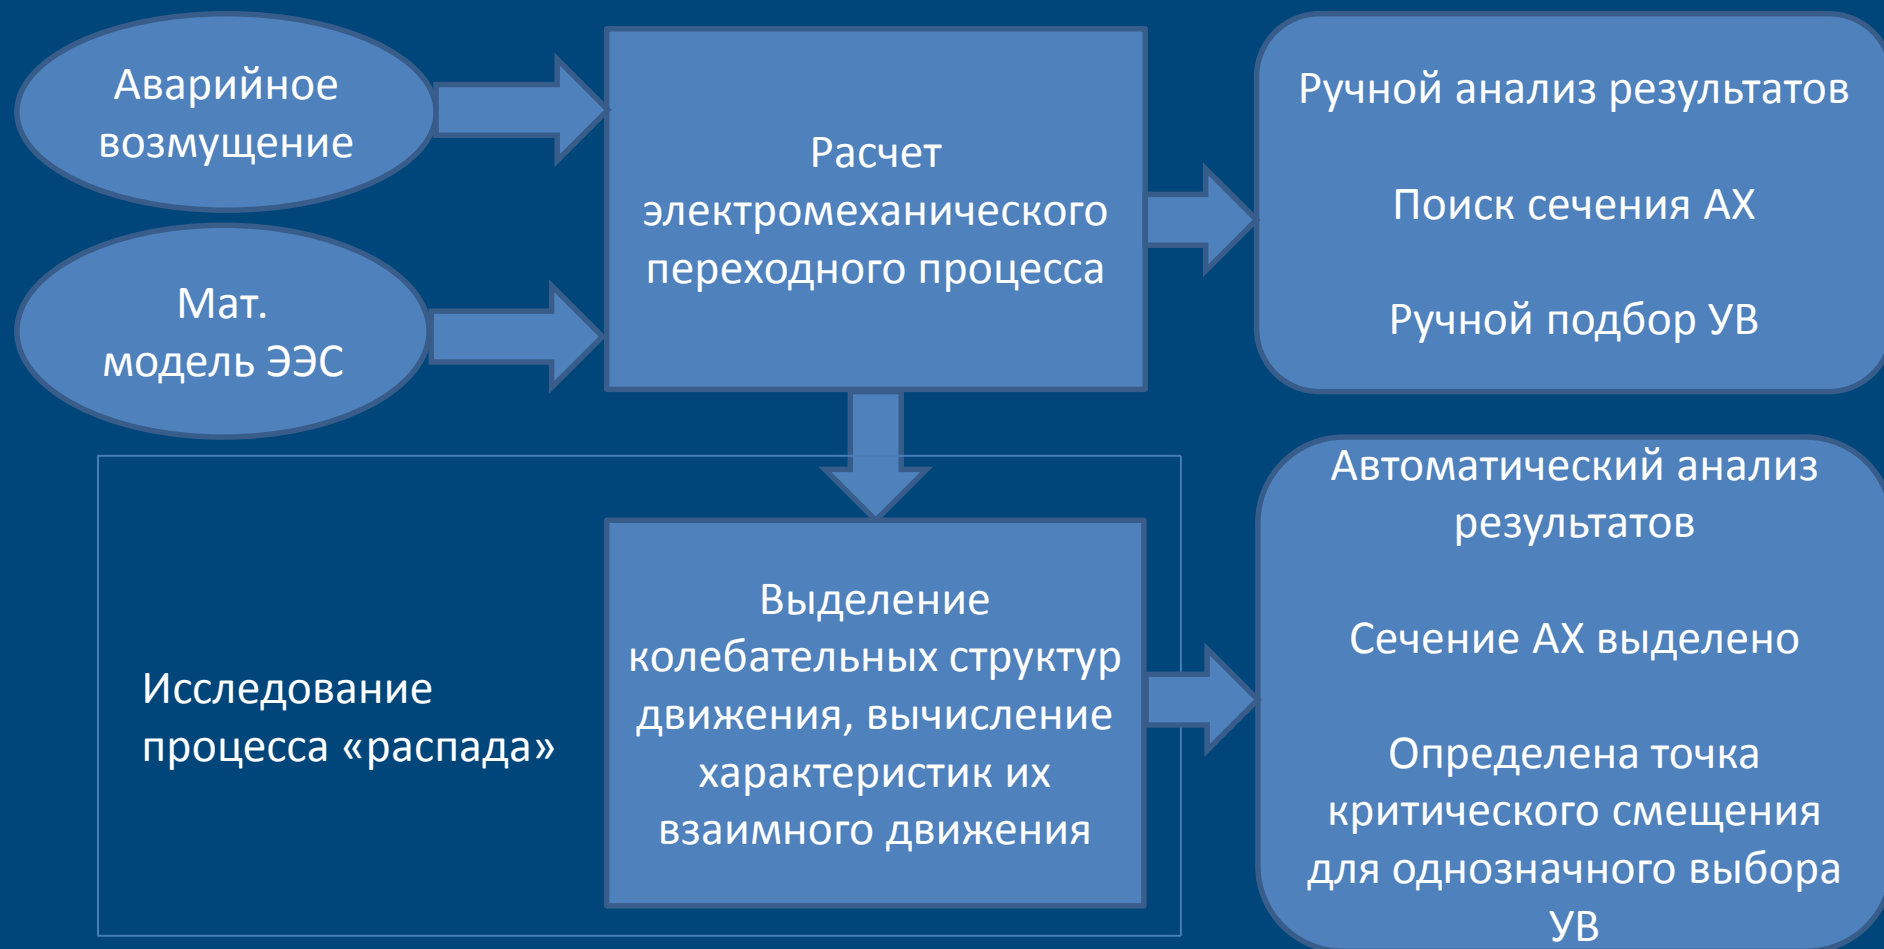 Аварийное
возмущение
Мат.
модель ЭЭС
Расчет
электромеханического
переходного процесса
Ручной анализ результатов
Поиск сечения АХ
Ручной подбор УВ
Исследование
процесса «распада»
Выделение
колебательных структур
движения, вычисление
характеристик их
взаимного движения
Автоматический анализ
результатов
Сечение АХ выделено
Определена точка
критического смещения
для однозначного выбора
УВ